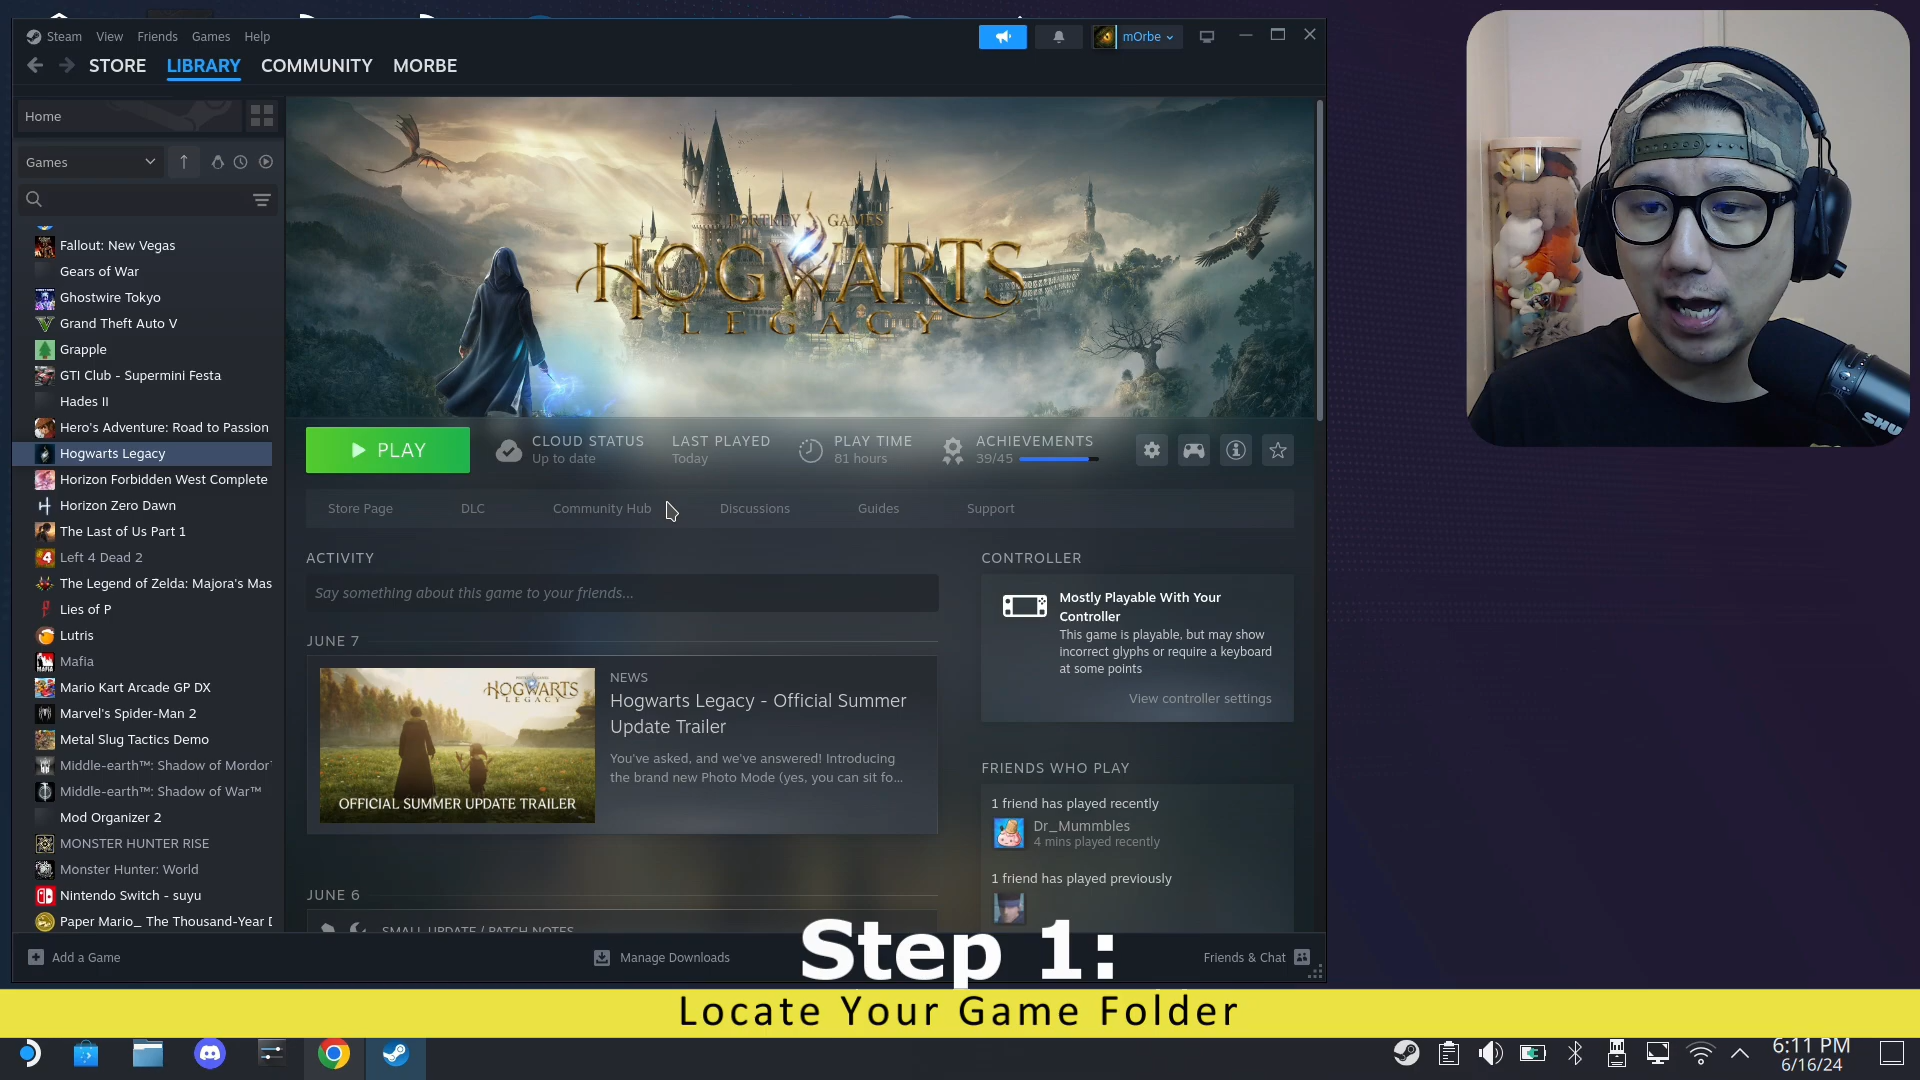 Steam View Friends Games Help
mOrbe
STORE LIBRARY COMMUNITY MORBE
Home
Games
Fallout: New Vegas
Gears of War
Ghostwire Tokyo
Grand Theft Auto V
Grapple
GTI Club - Supermini Festa
Hades II
Hero's Adventure: Road to Passion
Hogwarts Legacy
Horizon Forbidden West Complete
Horizon Zero Dawn
The Last of Us Part 1
Left 4 Dead 2
The Legend of Zelda: Majora's Mas
Lies of P
Lutris
Mafia
Mario Kart Arcade GP DX
Marvel's Spider-Man 2
Metal Slug Tactics Demo
Middle-earth™: Shadow of Mordor
Middle-earth™: Shadow of War™
Mod Organizer 2
MONSTER HUNTER RISE
Monster Hunter: World
Nintendo Switch - suyu
Paper Mario_ The Thousand-Year D
PORTKEY GAMES
HOGWARTS
LEGACY
PLAY
CLOUD STATUS
Up to date
LAST PLAYED
Today
PLAY TIME
81 hours
ACHIEVEMENTS
39/45
Store Page DLC Community Hub Discussions Guides Support
ACTIVITY
Say something about this game to your friends...
JUNE 7
HOGWARTS
LEGACY
OFFICIAL SUMMER UPDATE TRAILER
NEWS
Hogwarts Legacy - Official Summer
Update Trailer
You've asked, and we've answered! Introducing
the brand new Photo Mode (yes, you can sit fo...
JUNE 6
SMALL UPDATE / PATCH NOTES
CONTROLLER
Mostly Playable With Your
Controller
This game is playable, but may show
incorrect glyphs or require a keyboard
at some points
View controller settings
FRIENDS WHO PLAY
1 friend has played recently
Dr_Mummbles
4 mins played recently
1 friend has played previously
Add a Game
Manage Downloads
Friends & Chat
SHU
Step 1:
Locate Your Game Folder
6:11 PM
6/16/24